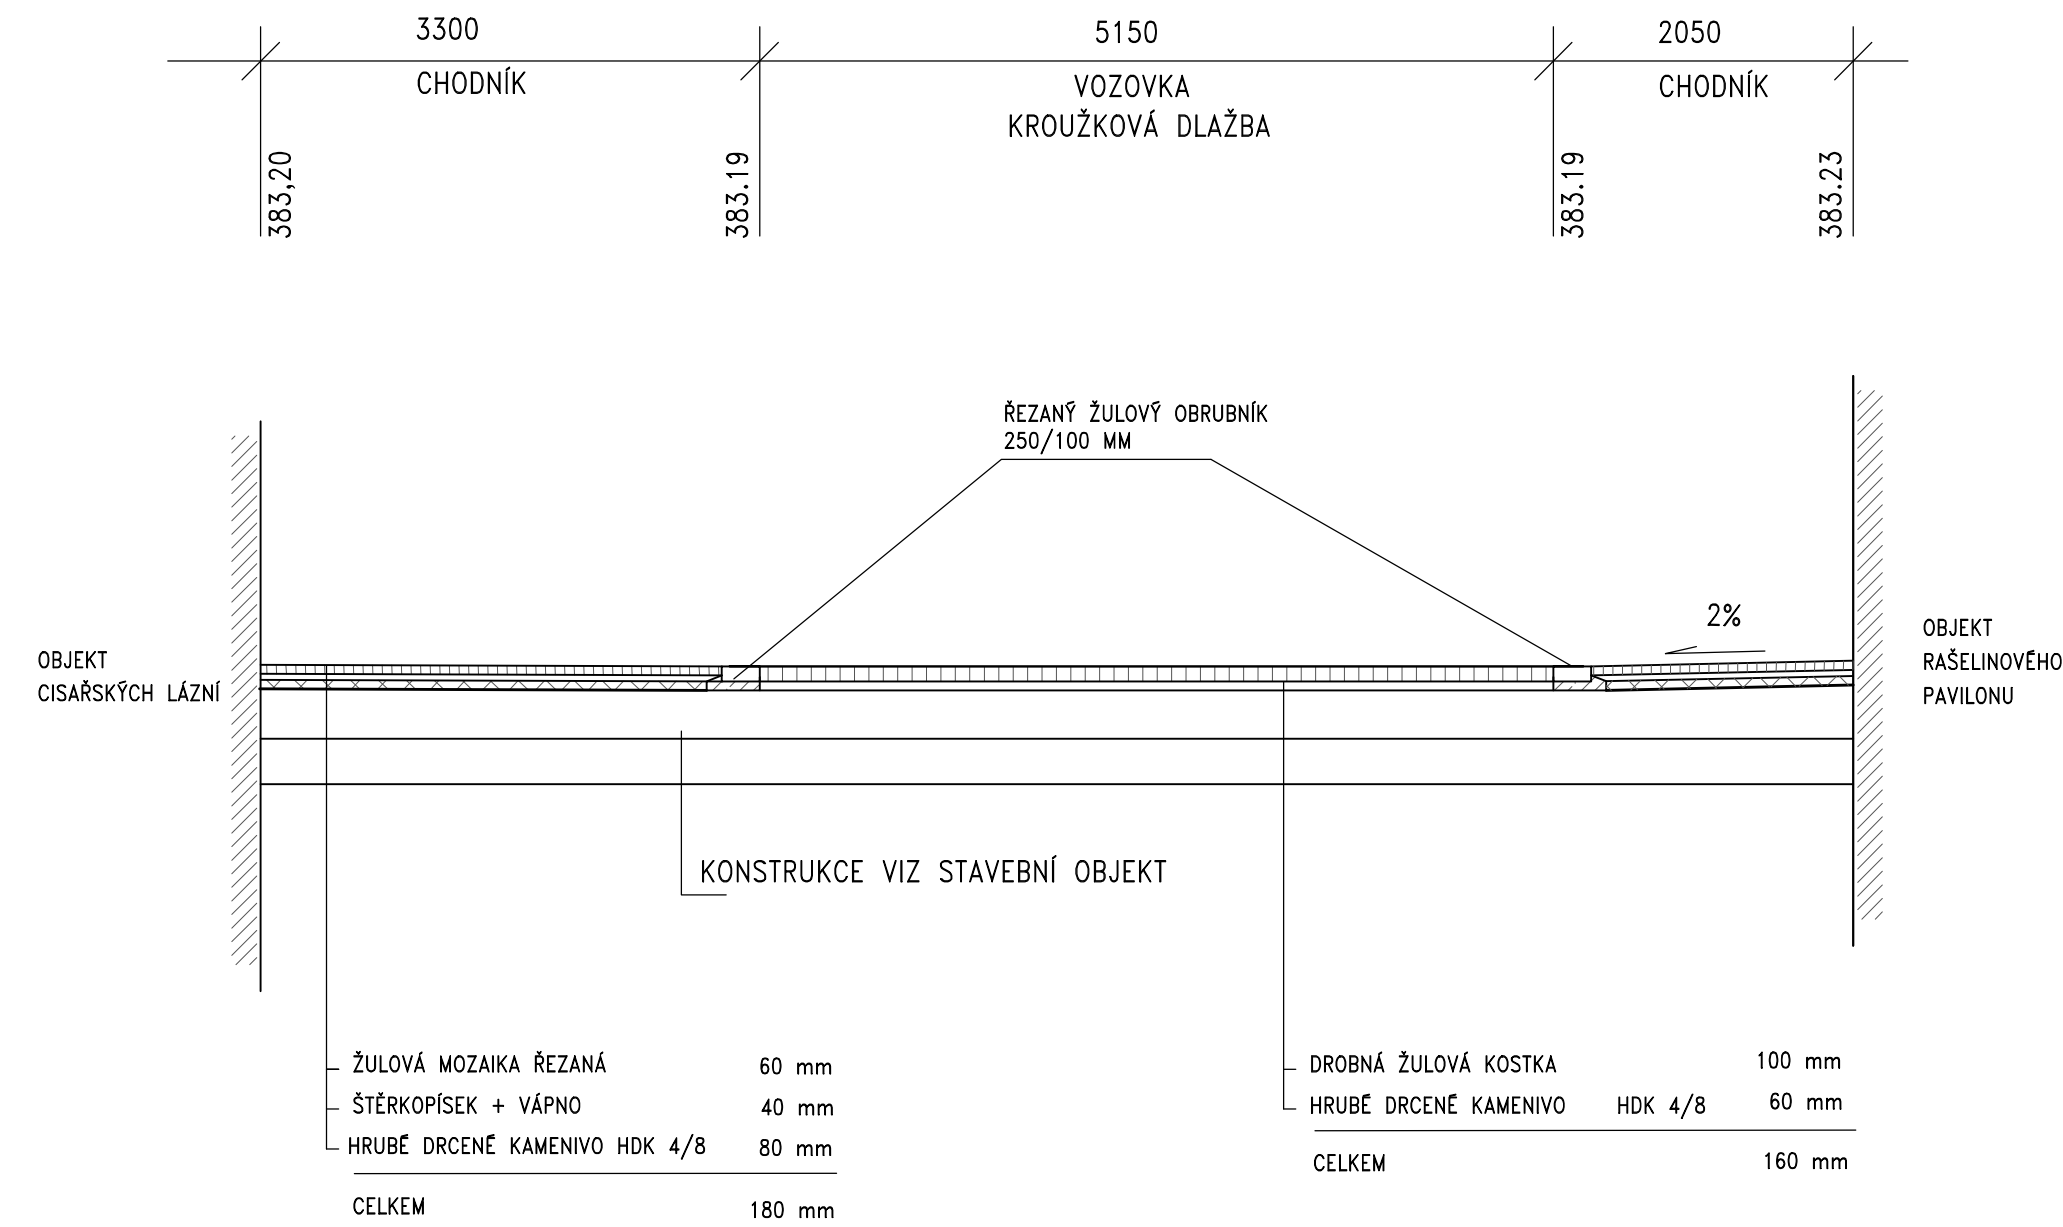 3300
5150
2050
CHODNÍK
VOZOVKA
KROUŽKOVÁ DLAŽBA
CHODNÍK
383,20
383.19
383.19
383.23
ŘEZANÝ ŽULOVÝ OBRUBNÍK
250/100 MM
2%
OBJEKT
CISAŘSKÝCH LÁZNÍ
OBJEKT
RAŠELINOVÉHO
PAVILONU
KONSTRUKCE VIZ STAVEBNÍ OBJEKT
ŽULOVÁ MOZAIKA ŘEZANÁ 60 mm
ŠTĚRKOPÍSEK + VÁPNO 40 mm
HRUBÉ DRCENÉ KAMENIVO HDK 4/8 80 mm
CELKEM 180 mm
DROBNÁ ŽULOVÁ KOSTKA 100 mm
HRUBÉ DRCENÉ KAMENIVO HDK 4/8 60 mm
CELKEM 160 mm